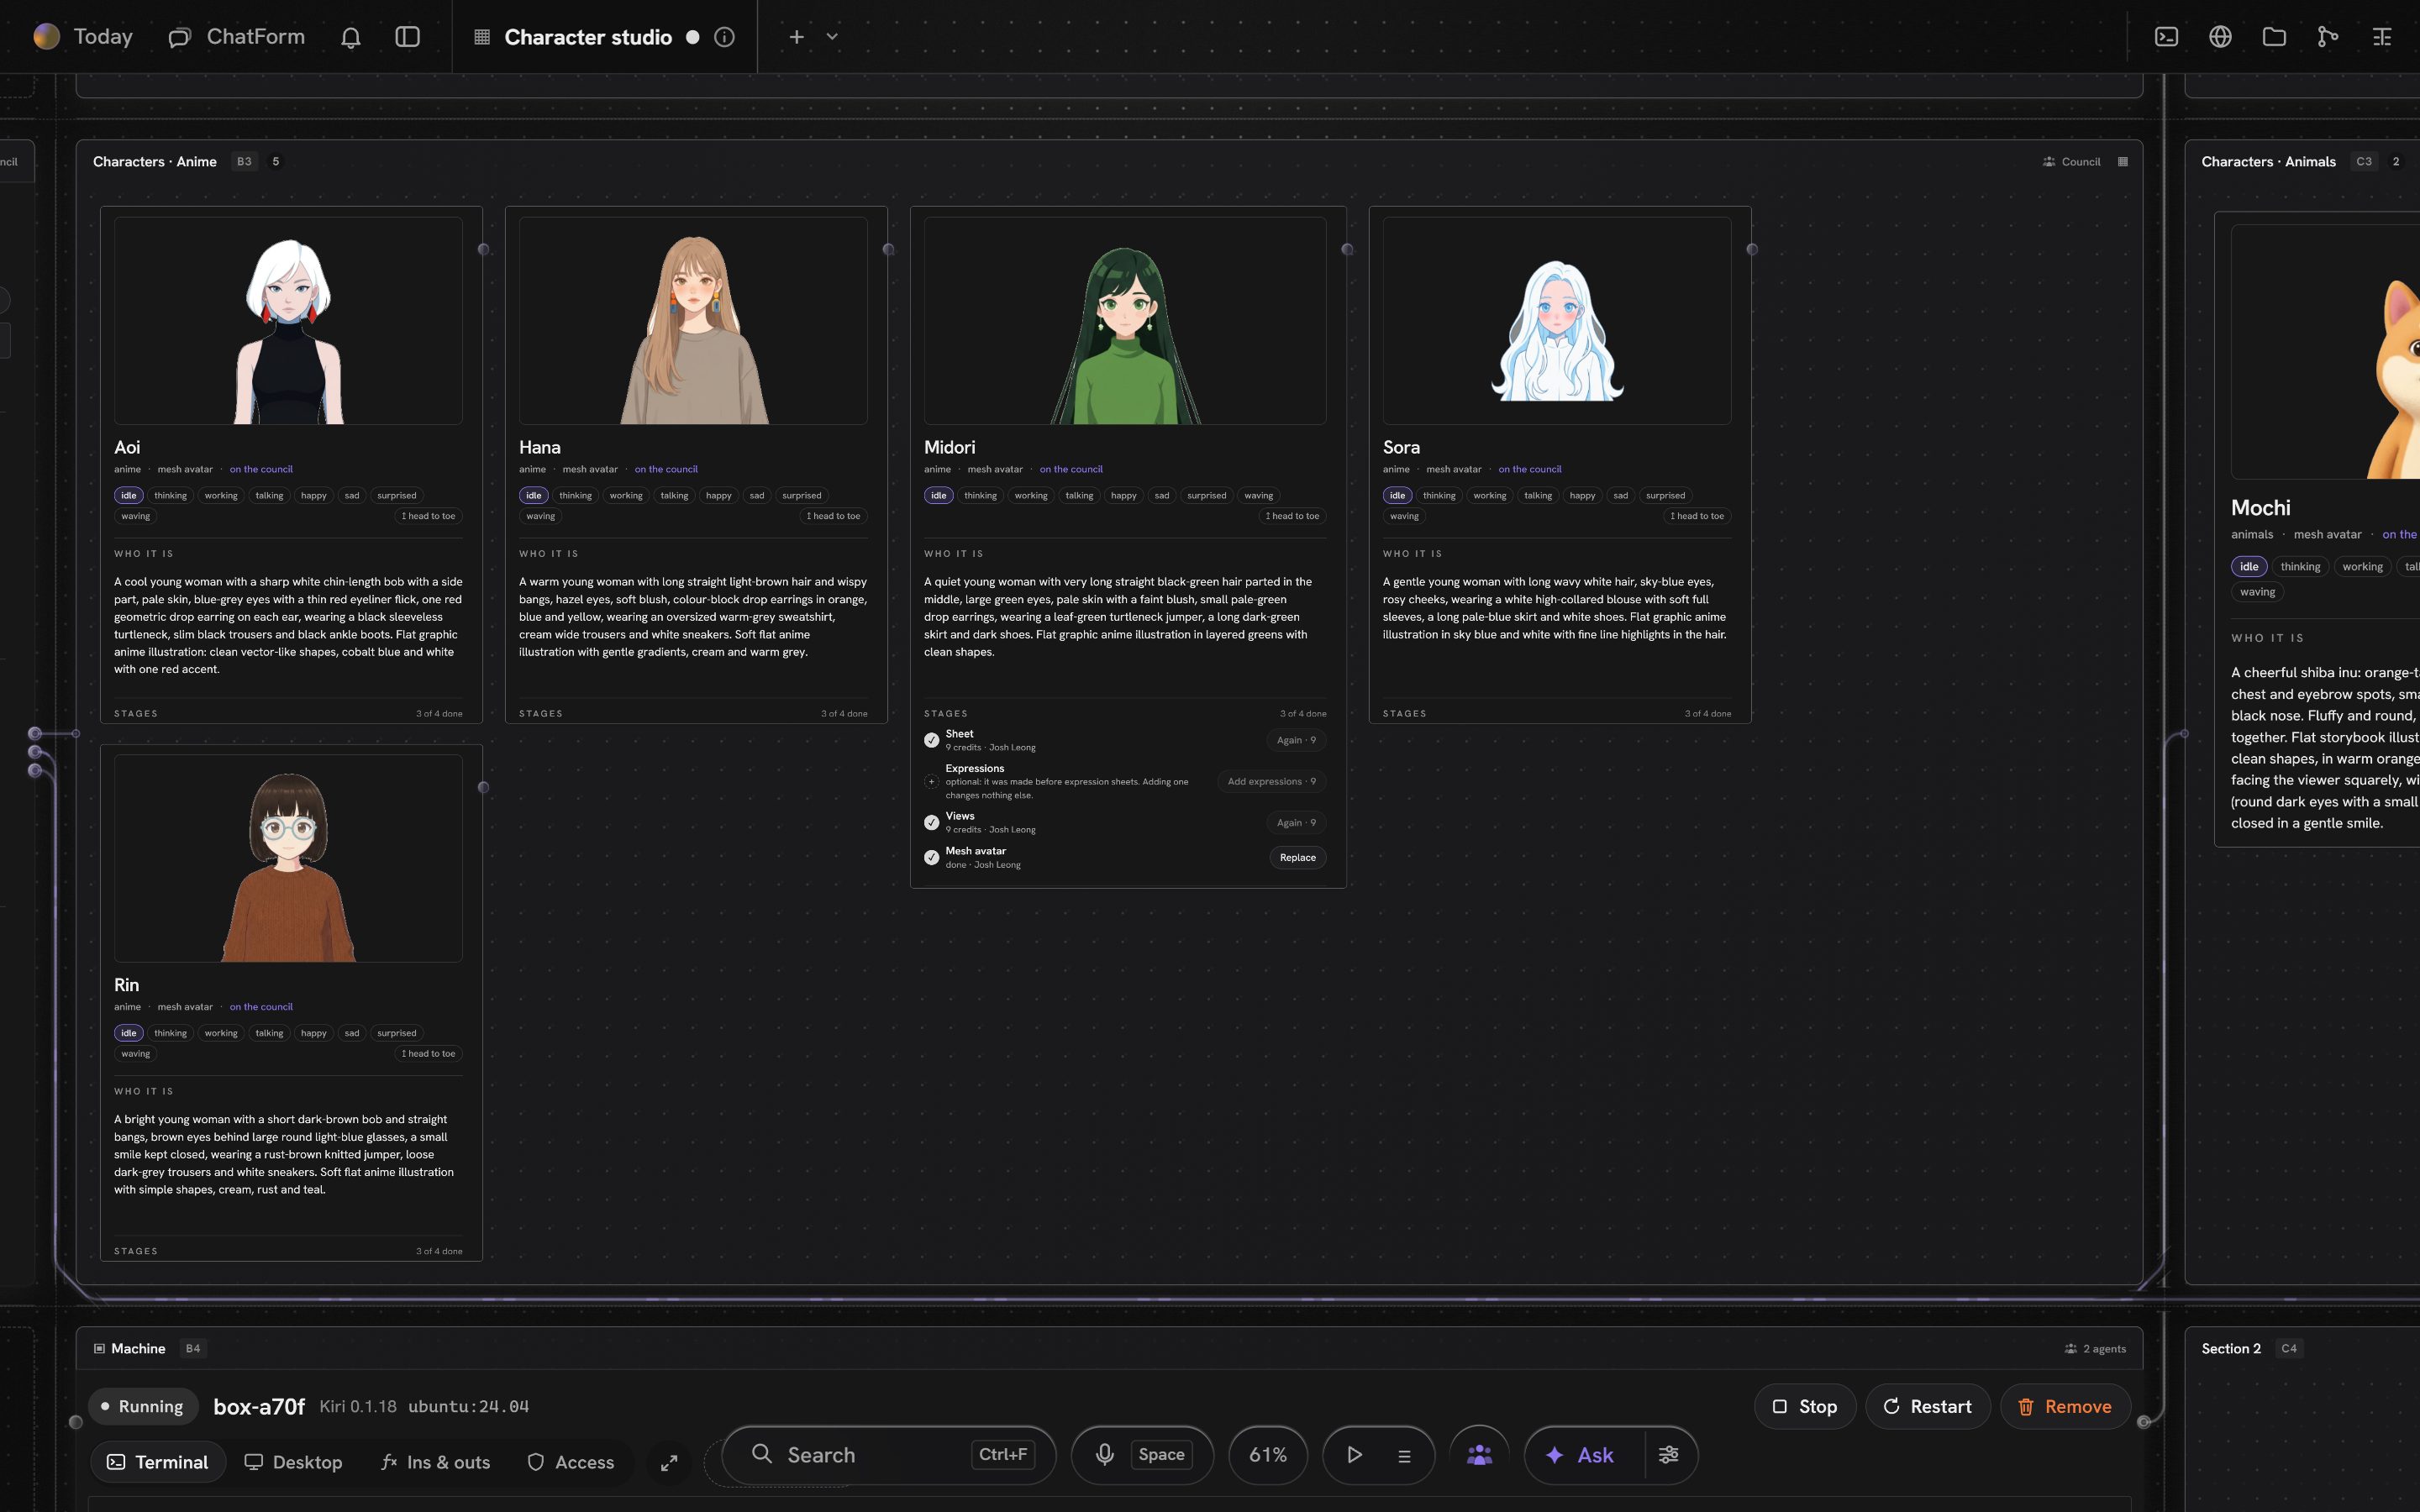 Today
ChatForm
Character studio
ncil
Characters · Anime B3 5
Council
Characters · Animals C3 2
Aoi
anime · mesh avatar · on the council
idle thinking working talking happy sad surprised
waving
↕ head to toe
WHO IT IS
A cool young woman with a sharp white chin-length bob with a side
part, pale skin, blue-grey eyes with a thin red eyeliner flick, one red
geometric drop earring on each ear, wearing a black sleeveless
turtleneck, slim black trousers and black ankle boots. Flat graphic
anime illustration: clean vector-like shapes, cobalt blue and white
with one red accent.
STAGES 3 of 4 done
Hana
anime · mesh avatar · on the council
idle thinking working talking happy sad surprised
waving
↕ head to toe
WHO IT IS
A warm young woman with long straight light-brown hair and wispy
bangs, hazel eyes, soft blush, colour-block drop earrings in orange,
blue and yellow, wearing an oversized warm-grey sweatshirt,
cream wide trousers and white sneakers. Soft flat anime
illustration with gentle gradients, cream and warm grey.
STAGES 3 of 4 done
Midori
anime · mesh avatar · on the council
idle thinking working talking happy sad surprised waving
↕ head to toe
WHO IT IS
A quiet young woman with very long straight black-green hair parted in the
middle, large green eyes, pale skin with a faint blush, small pale-green
drop earrings, wearing a leaf-green turtleneck jumper, a long dark-green
skirt and dark shoes. Flat graphic anime illustration in layered greens with
clean shapes.
STAGES 3 of 4 done
Sheet
9 credits · Josh Leong
Again · 9
Expressions
optional: it was made before expression sheets. Adding one
changes nothing else.
Add expressions · 9
Views
9 credits · Josh Leong
Again · 9
Mesh avatar
done · Josh Leong
Replace
Sora
anime · mesh avatar · on the council
idle thinking working talking happy sad surprised
waving
↕ head to toe
WHO IT IS
A gentle young woman with long wavy white hair, sky-blue eyes,
rosy cheeks, wearing a white high-collared blouse with soft full
sleeves, a long pale-blue skirt and white shoes. Flat graphic anime
illustration in sky blue and white with fine line highlights in the hair.
STAGES 3 of 4 done
Mochi
animals · mesh avatar · on the
idle thinking working tal
waving
WHO IT IS
A cheerful shiba inu: orange-t
chest and eyebrow spots, sma
black nose. Fluffy and round,
together. Flat storybook illust
clean shapes, in warm orange
facing the viewer squarely, wi
(round dark eyes with a small
closed in a gentle smile.
Rin
anime · mesh avatar · on the council
idle thinking working talking happy sad surprised
waving
↕ head to toe
WHO IT IS
A bright young woman with a short dark-brown bob and straight
bangs, brown eyes behind large round light-blue glasses, a small
smile kept closed, wearing a rust-brown knitted jumper, loose
dark-grey trousers and white sneakers. Soft flat anime illustration
with simple shapes, cream, rust and teal.
STAGES 3 of 4 done
Machine B4
2 agents
Section 2 C4
Running box-a70f Kiri 0.1.18 ubuntu:24.04
Stop Restart Remove
Terminal Desktop Ins & outs Access
Search Ctrl+F
Space
61%
Ask